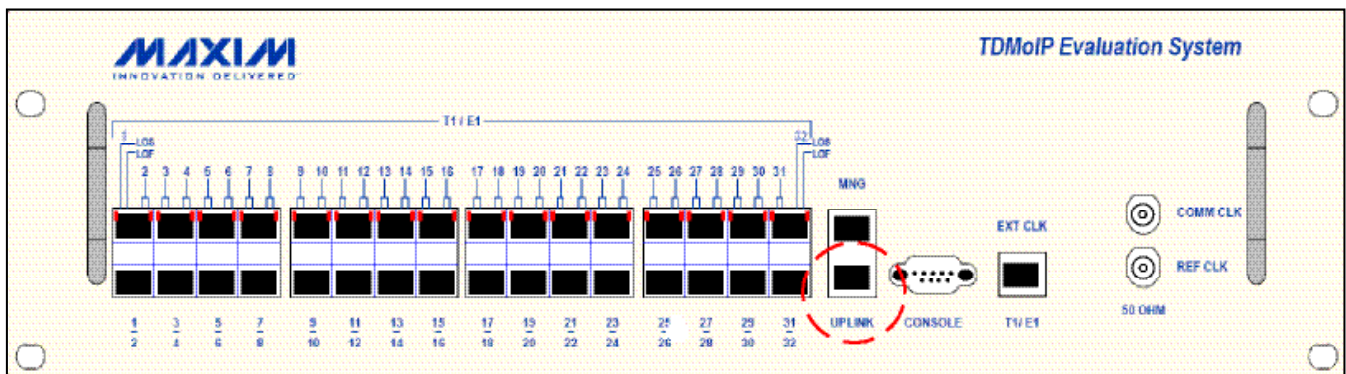 MAXIM
INNOVATION DELIVERED
TDMoIP Evaluation System
T1 / E1
1 LOS 32 LOS
LOF LOF
2 3 4 5 6 7 8 9 10 11 12 13 14 15 16 17 18 19 20 21 22 23 24 25 26 27 28 29 30 31
MNG
EXT CLK
COMM CLK
REF CLK
50 OHM
1 3 5 7 9 11 13 15 17 19 21 23 25 27 29 31
2 4 6 8 10 12 14 16 18 20 22 24 26 28 30 32
UPLINK
CONSOLE
T1/ E1